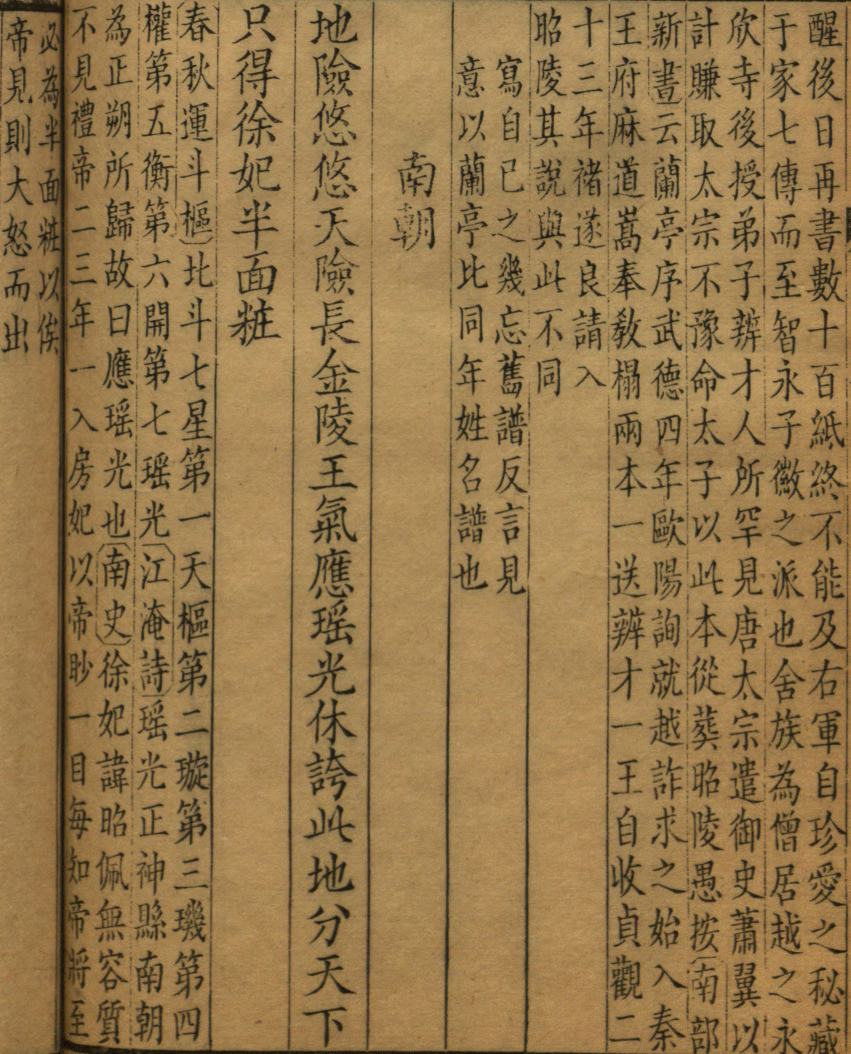 醒後日再書數十百紙終不能及右軍自珍愛之秘藏
于家七傳而至智永子徽之派也舍族為僧居越之永
欣寺後授弟子辨才人所罕見唐太宗遣御史蕭翼以
計賺取太宗不豫命太子以此本從葬昭陵愚按南部
新書云蘭亭序武德四年歐陽詢就越詐求之始入秦
王府麻道嵩奉敎榻兩本一送辨才一王自收貞觀二
十三年褚遂良請入
昭陵其說與此不同
寫自已之幾忘舊譜反言見
意以蘭亭比同年姓名譜也
南朝
地險悠悠天險長金陵王氣應瑤光休誇此地分天下
只得徐妃半面粧
春秋運斗樞北斗七星第一天樞第二璇第三璣第四
權第五衡第六開第七瑤光江淹詩瑶光正神縣南朝
為正朔所歸故曰應瑤光也南史徐妃諱昭佩無容質
不見禮帝二三年一入房妃以帝眇一目每知帝將至
必為半面粧以俟
帝見則大怒而出